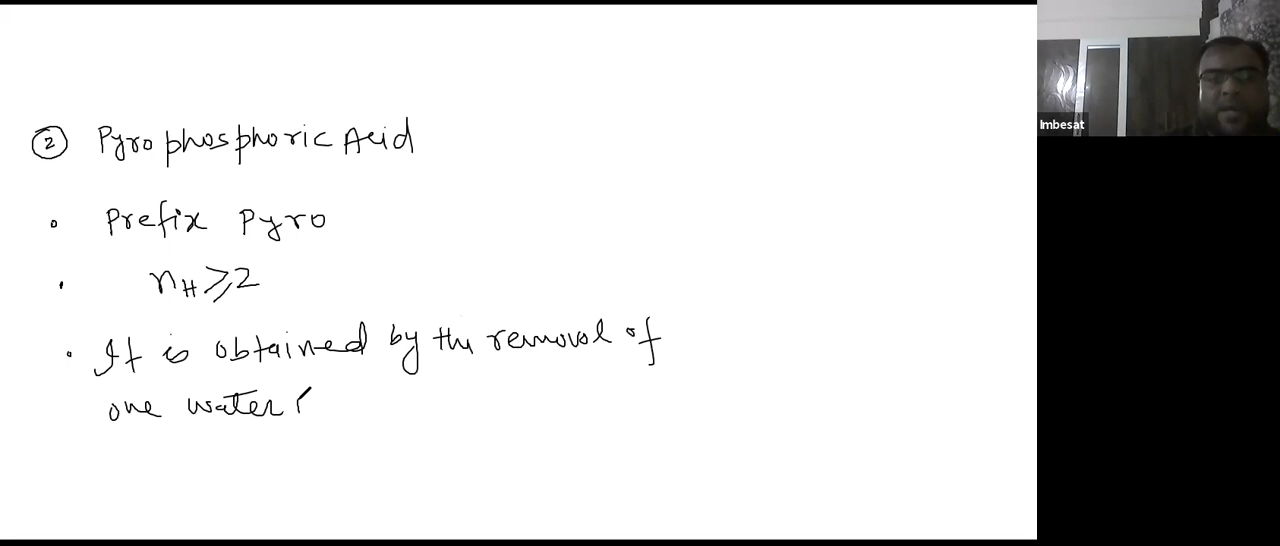 ② Pyrophosphoric Acid
• Prefix Pyro
• nH ⩾ 2
• It is obtained by the removal of
one water (
Imbesat